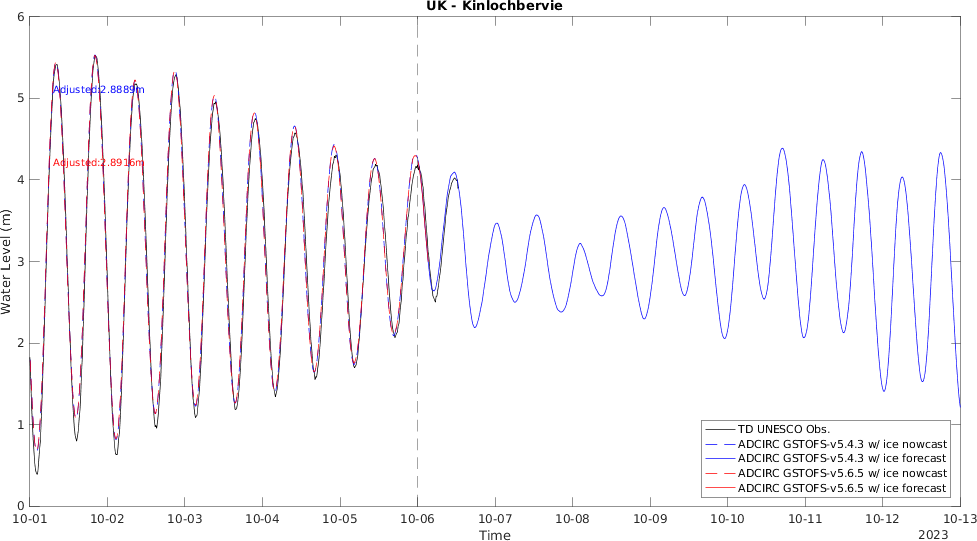 UK - Kinlochbervie
6
5
4
3
2
1
0
Water Level (m)
Adjusted:2.8889m
Adjusted:2.8916m
TD UNESCO Obs.
ADCIRC GSTOFS-v5.4.3 w/ ice nowcast
ADCIRC GSTOFS-v5.4.3 w/ ice forecast
ADCIRC GSTOFS-v5.6.5 w/ ice nowcast
ADCIRC GSTOFS-v5.6.5 w/ ice forecast
10-01 10-02 10-03 10-04 10-05 10-06 10-07 10-08 10-09 10-10 10-11 10-12 10-13
Time
2023